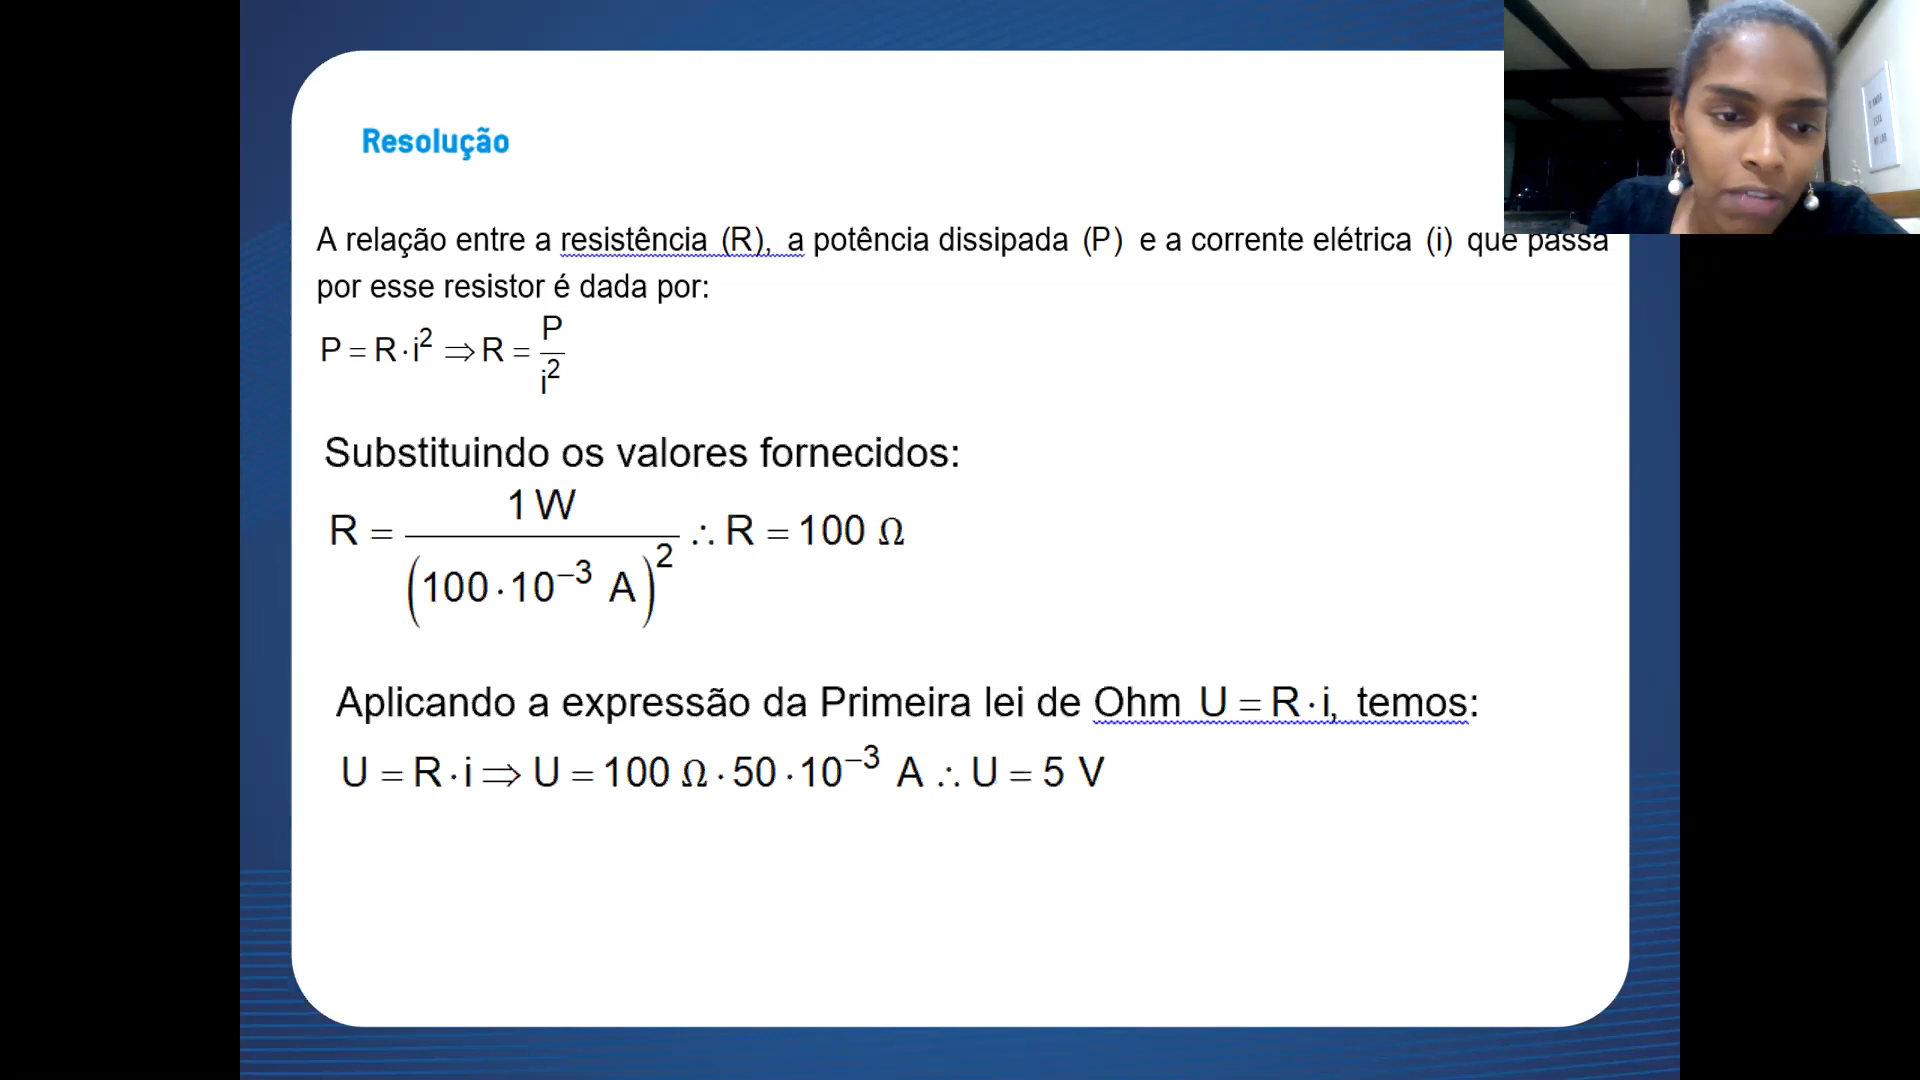 Resolução
A relação entre a resistência (R), a potência dissipada (P) e a corrente elétrica (i) que passa
por esse resistor é dada por:
P = R · i² ⇒ R = P / i²
Substituindo os valores fornecidos:
R = 1 W / (100 · 10⁻³ A)² ∴ R = 100 Ω
Aplicando a expressão da Primeira lei de Ohm U = R · i, temos:
U = R · i ⇒ U = 100 Ω · 50 · 10⁻³ A ∴ U = 5 V